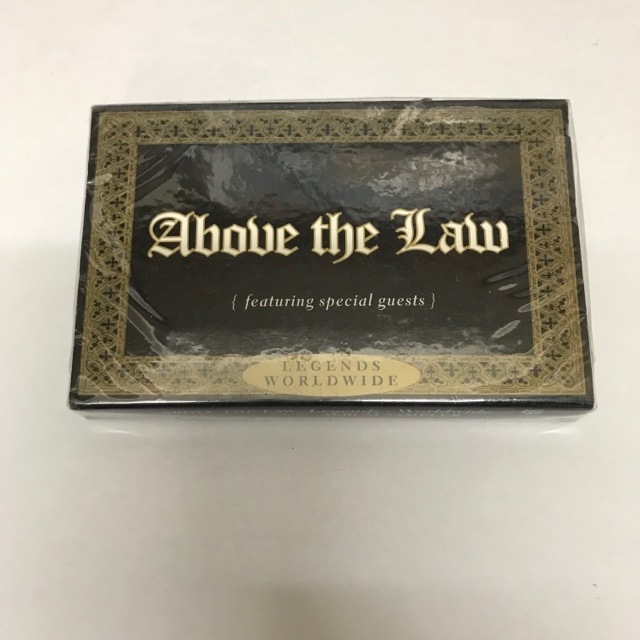 Above the Law
{ featuring special guests }
LEGENDS
WORLDWIDE